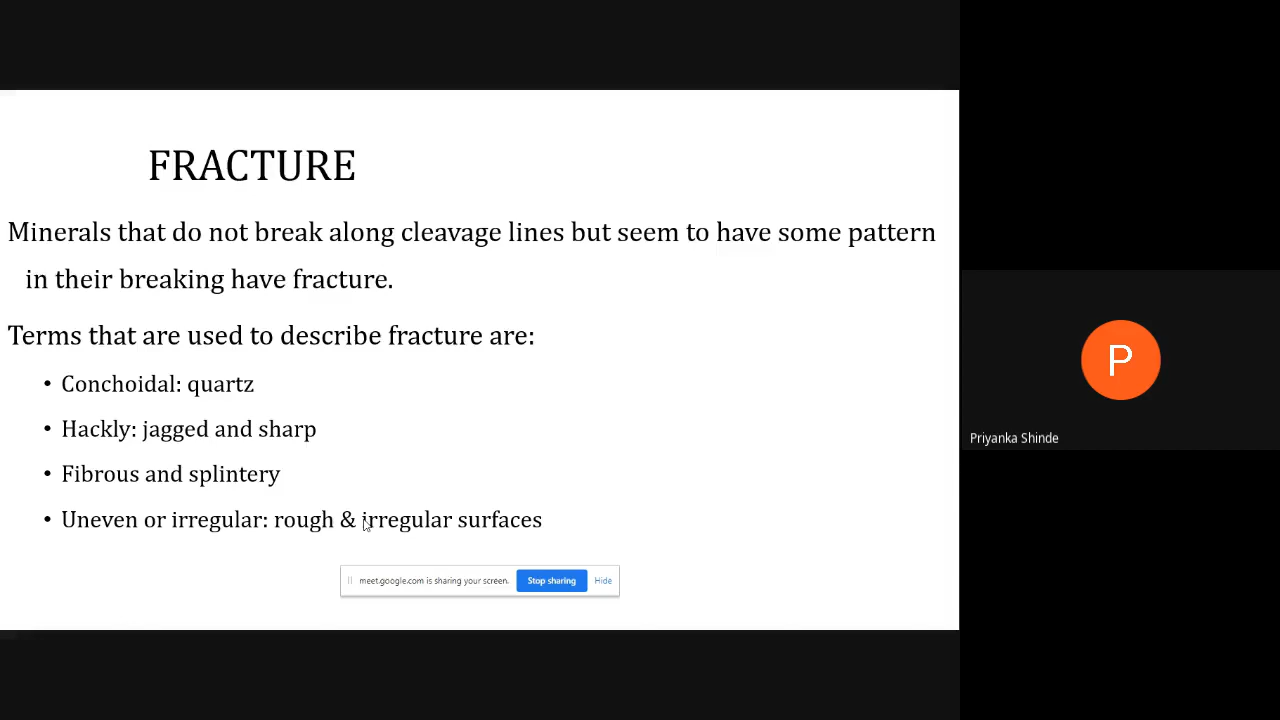 FRACTURE
Minerals that do not break along cleavage lines but seem to have some pattern
in their breaking have fracture.
Terms that are used to describe fracture are:
• Conchoidal: quartz
• Hackly: jagged and sharp
• Fibrous and splintery
• Uneven or irregular: rough & irregular surfaces
meet.google.com is sharing your screen. Stop sharing Hide
P
Priyanka Shinde